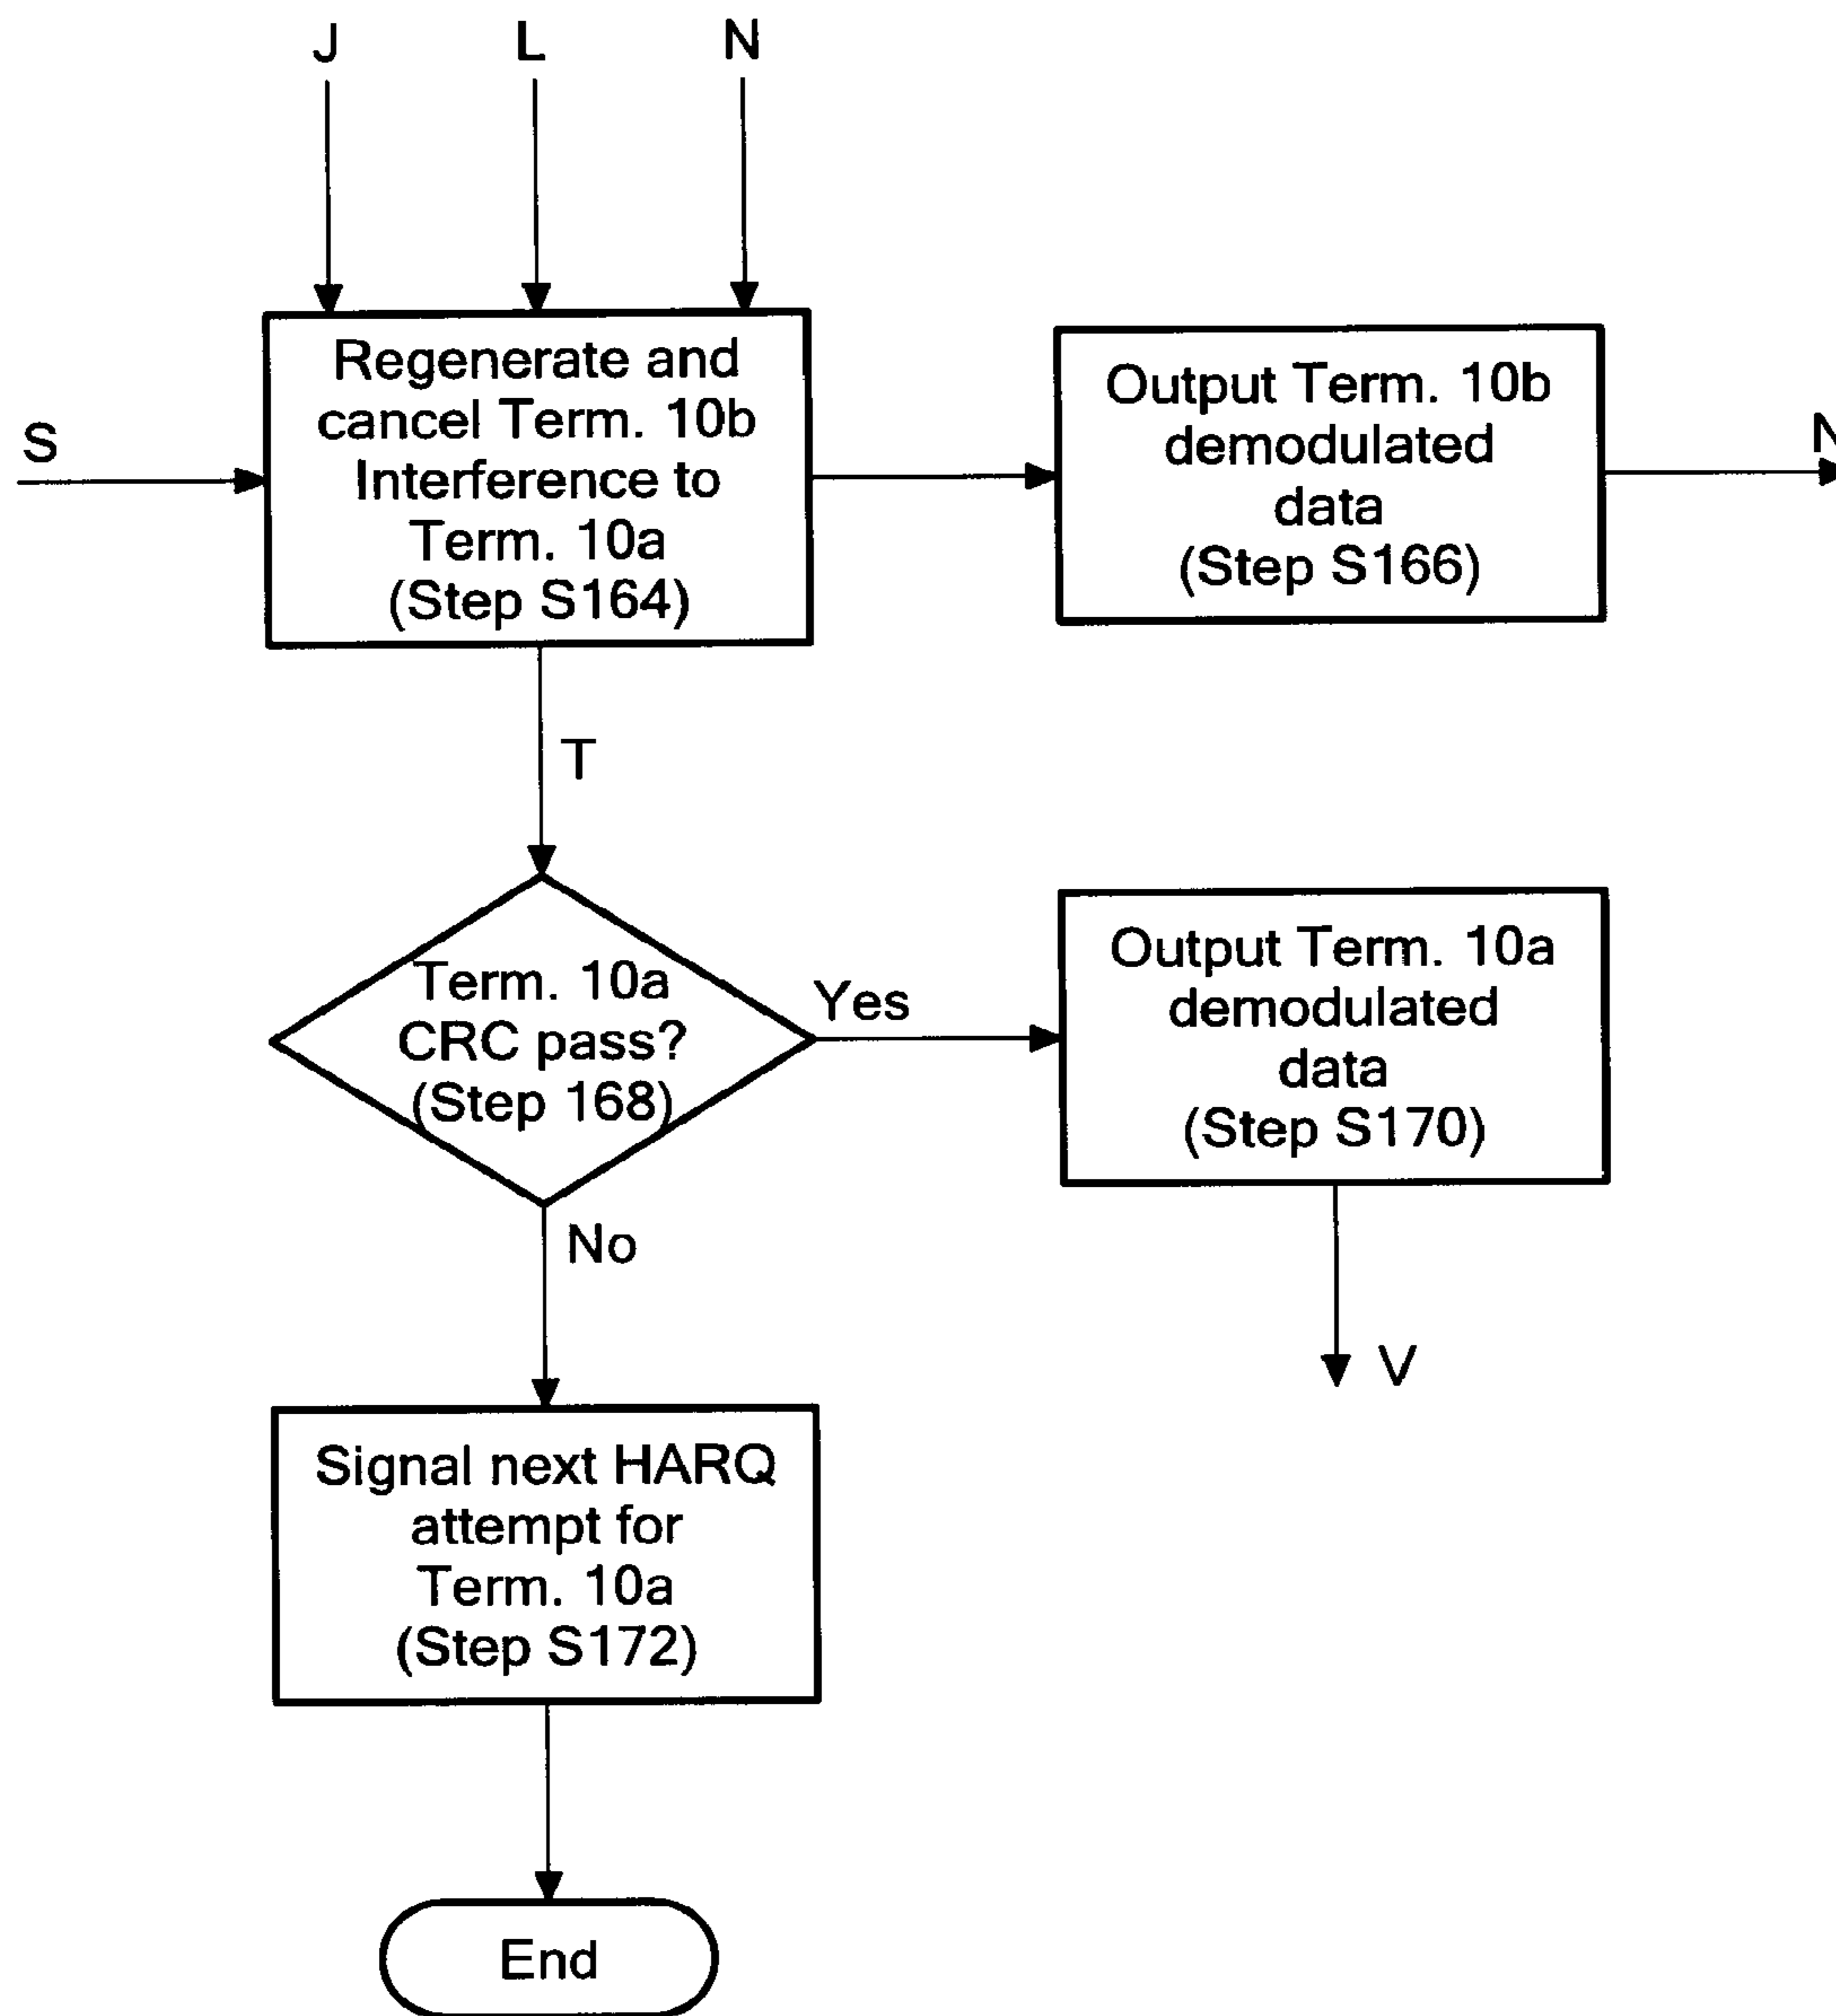 J
L
N
S
Regenerate and
cancel Term. 10b
Interference to
Term. 10a
(Step S164)
Output Term. 10b
demodulated
data
(Step S166)
T
Term. 10a
CRC pass?
(Step 168)
Yes
Output Term. 10a
demodulated
data
(Step S170)
No
V
Signal next HARQ
attempt for
Term. 10a
(Step S172)
End